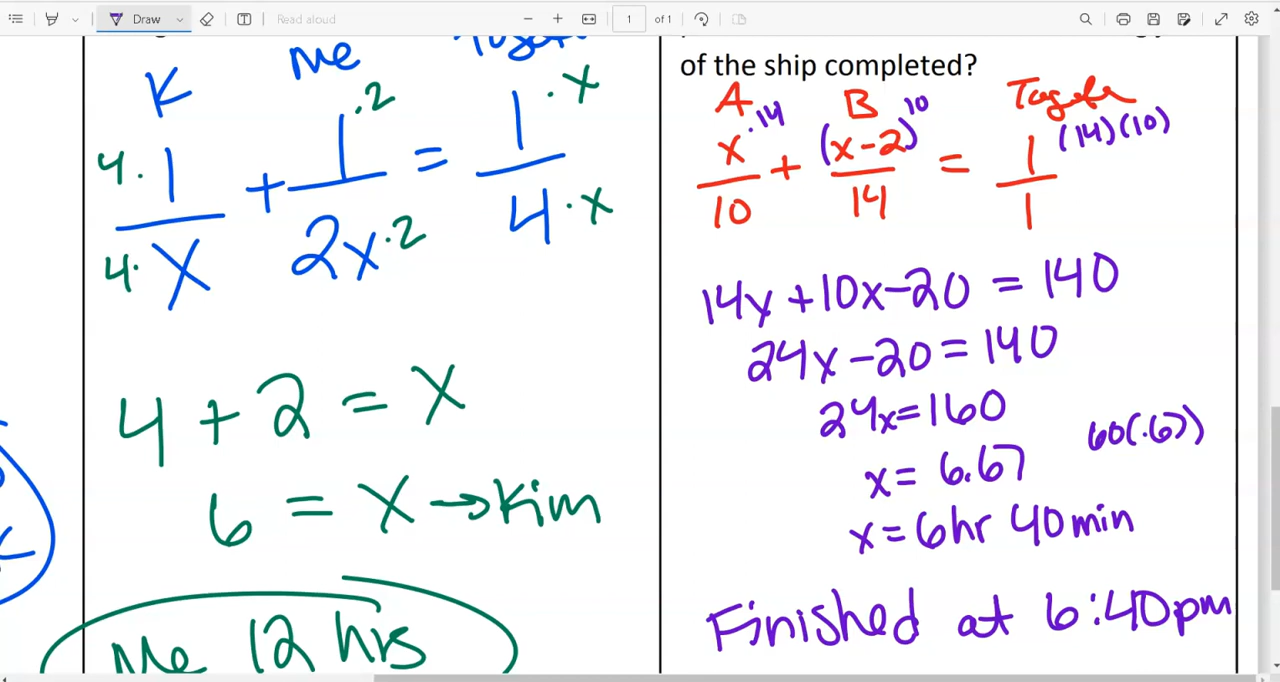 Draw
Read aloud
1
of 1
K
Me
4 · 1 / x + 1 · 2 / 2x · 2 = 1 · x / 4 · x
4 + 2 = x
6 = x → Kim
Me 12 hrs
of the ship completed?
A B Together
x · 14 / 10 + (x-2) 10 / 14 = 1 (14)(10) / 1
14x + 10x - 20 = 140
24x - 20 = 140
24x = 160
60(.6)
x = 6.67
x = 6hr 40min
Finished at 6:40pm